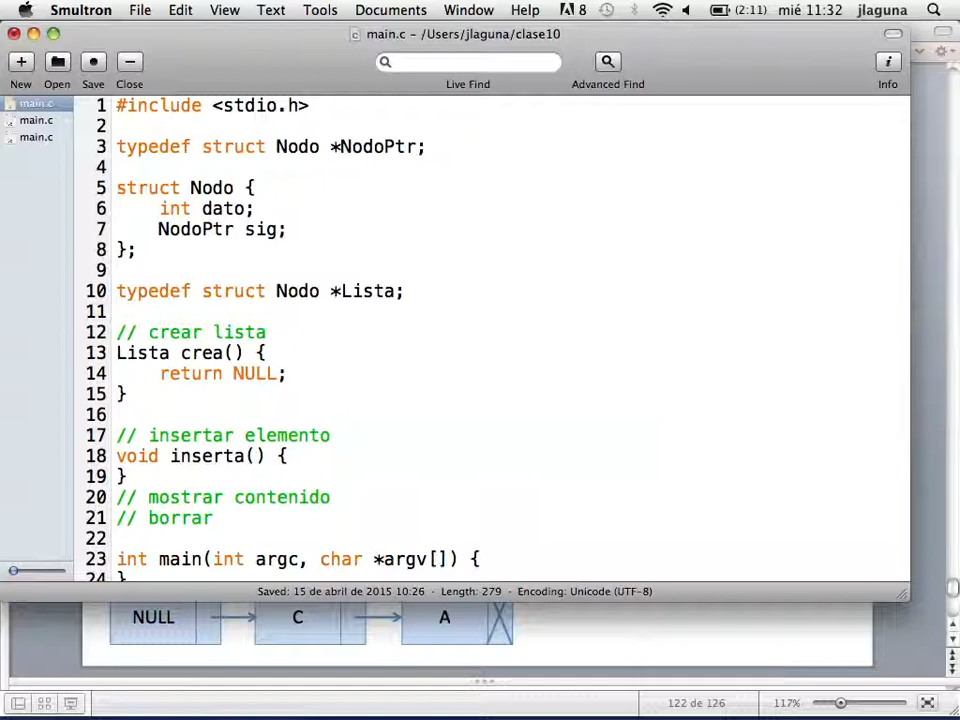 Smultron File Edit View Text Tools Documents Window Help A 8 (2:11) mié 11:32 jlaguna
main.c – /Users/jlaguna/clase10
New Open Save Close Live Find Advanced Find Info
main.c
main.c
main.c
1 #include <stdio.h>
2
3 typedef struct Nodo *NodoPtr;
4
5 struct Nodo {
6 int dato;
7 NodoPtr sig;
8 };
9
10 typedef struct Nodo *Lista;
11
12 // crear lista
13 Lista crea() {
14 return NULL;
15 }
16
17 // insertar elemento
18 void inserta() {
19 }
20 // mostrar contenido
21 // borrar
22
23 int main(int argc, char *argv[]) {
24 }
Saved: 15 de abril de 2015 10:26 · Length: 279 · Encoding: Unicode (UTF-8)
NULL C A
122 de 126 117%